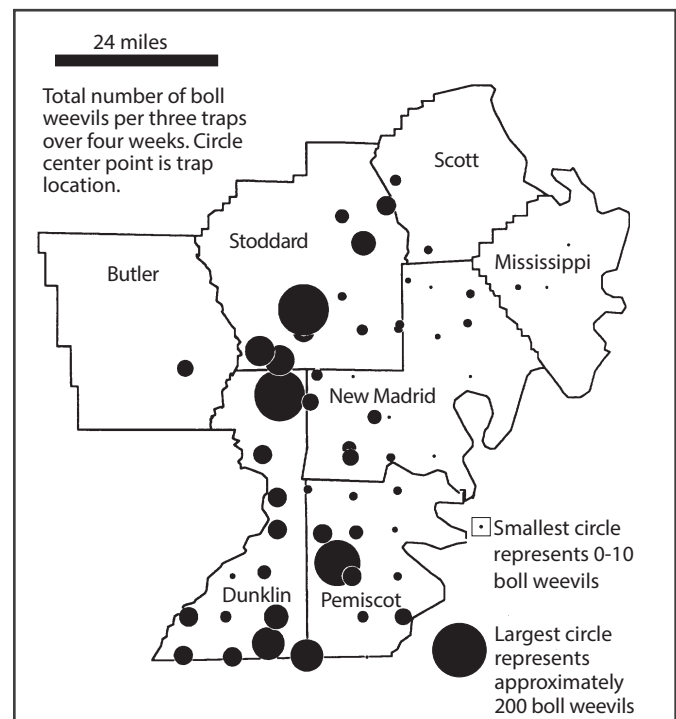 24 miles
Total number of boll
weevils per three traps
over four weeks. Circle
center point is trap
location.
Scott
Stoddard
Mississippi
Butler
New Madrid
Smallest circle
represents 0-10
boll weevils
Dunklin
Pemiscot
Largest circle
represents
approximately
200 boll weevils